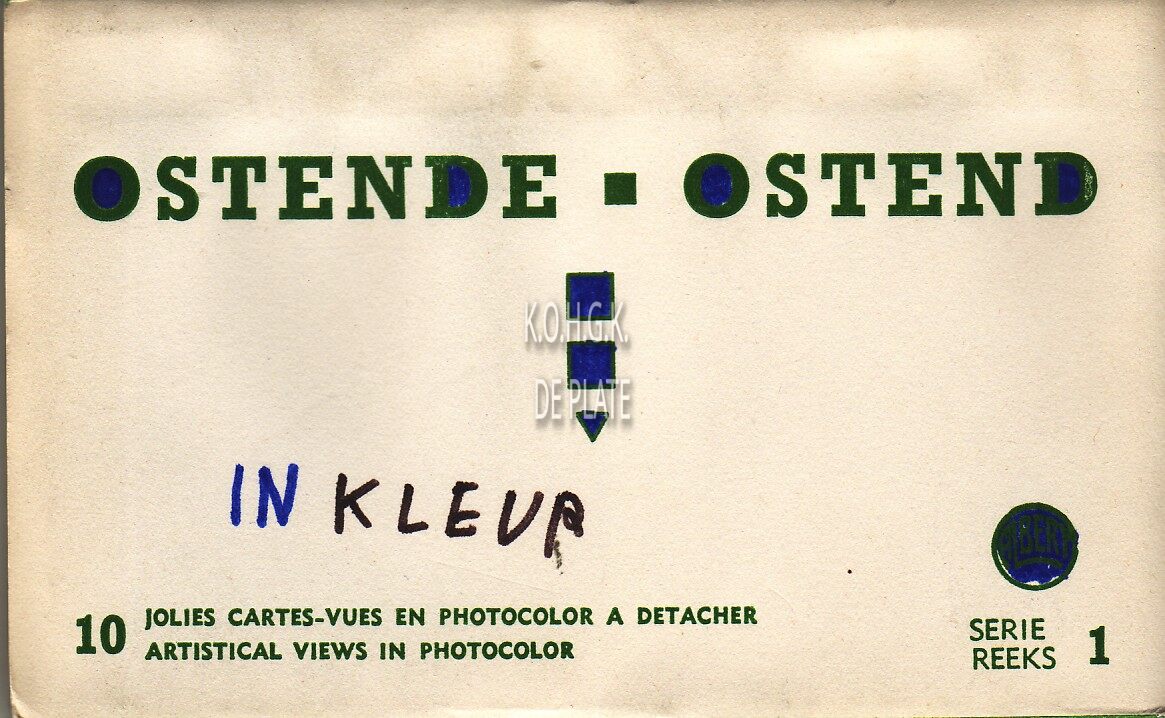 OSTENDE ▪ OSTEND
K.O.H.G.K.
DE PLATE
IN KLEUR
ALBERT
10 JOLIES CARTES-VUES EN PHOTOCOLOR A DETACHER
ARTISTICAL VIEWS IN PHOTOCOLOR
SERIE
REEKS 1